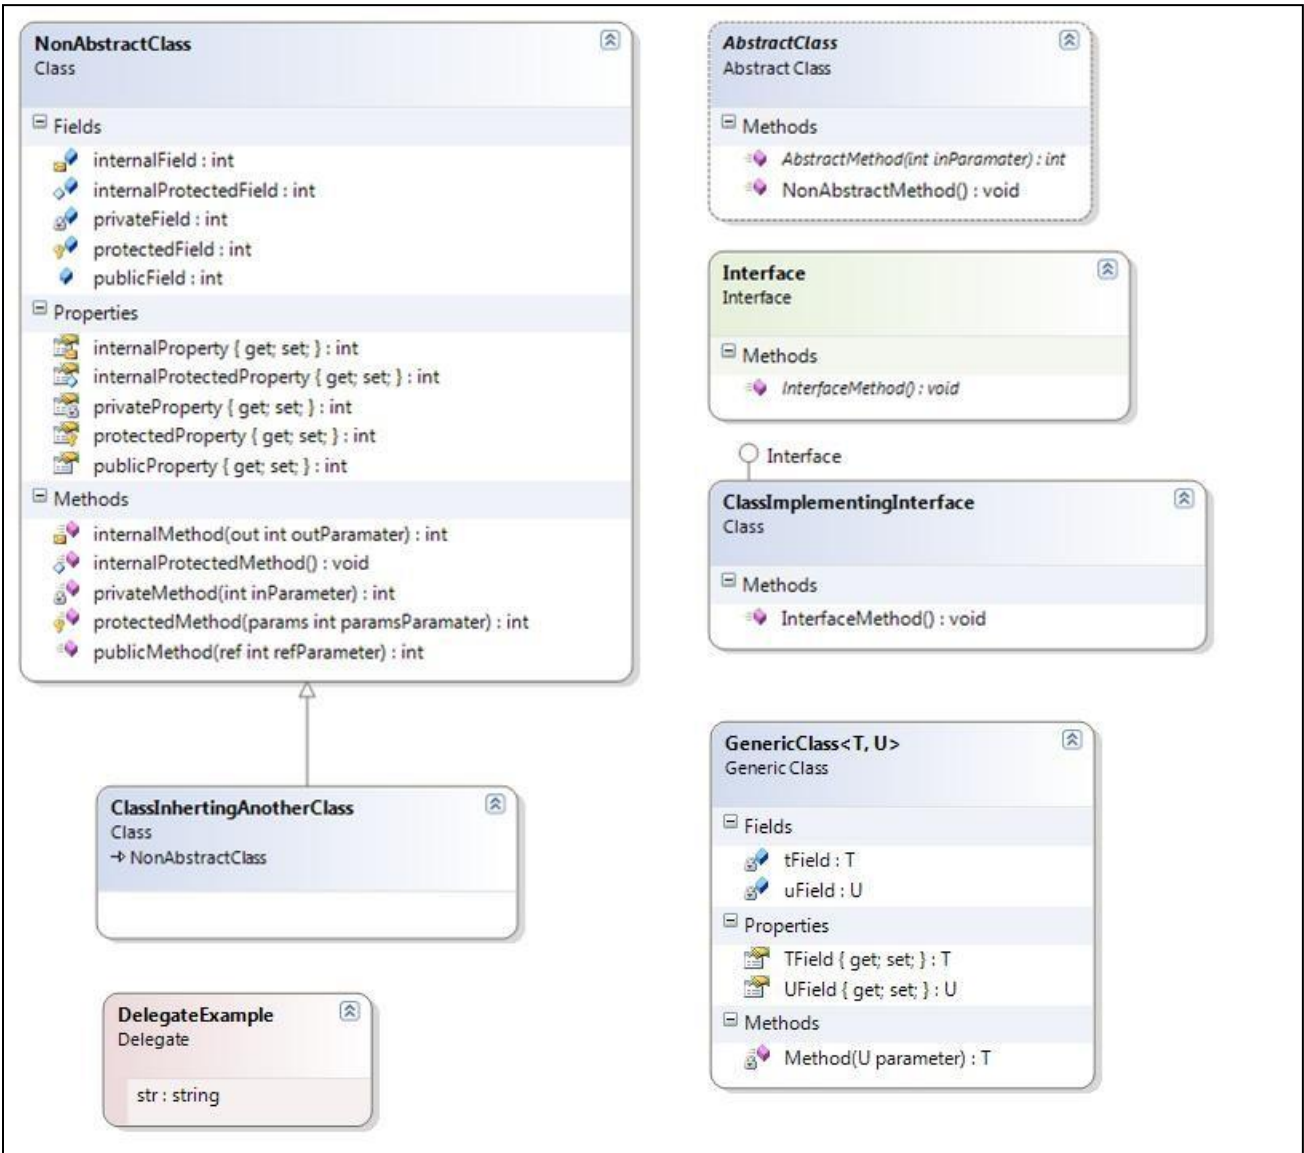 NonAbstractClass
Class
Fields
internalField : int
internalProtectedField : int
privateField : int
protectedField : int
publicField : int
Properties
internalProperty { get; set; } : int
internalProtectedProperty { get; set; } : int
privateProperty { get; set; } : int
protectedProperty { get; set; } : int
publicProperty { get; set; } : int
Methods
internalMethod(out int outParamater) : int
internalProtectedMethod() : void
privateMethod(int inParameter) : int
protectedMethod(params int paramsParamater) : int
publicMethod(ref int refParameter) : int
ClassInhertingAnotherClass
Class
NonAbstractClass
DelegateExample
Delegate
str : string
AbstractClass
Abstract Class
Methods
AbstractMethod(int inParamater) : int
NonAbstractMethod() : void
Interface
Interface
Methods
InterfaceMethod() : void
Interface
ClassImplementingInterface
Class
Methods
InterfaceMethod() : void
GenericClass<T, U>
Generic Class
Fields
tField : T
uField : U
Properties
TField { get; set; } : T
UField { get; set; } : U
Methods
Method(U parameter) : T